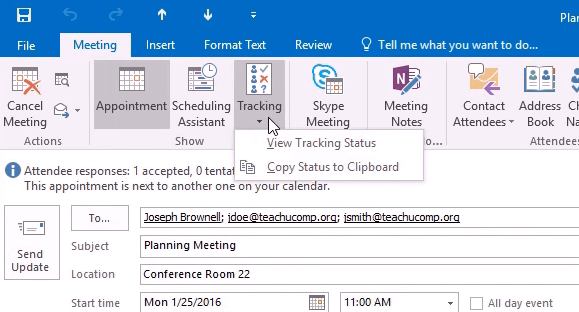 Pla
File Meeting Insert Format Text Review Tell me what you want to do...
Cancel Meeting
Appointment
Scheduling Assistant
Tracking
Skype Meeting
Meeting Notes
Contact Attendees
Address Book
Ch
Na
Actions Show Attendees
View Tracking Status
Copy Status to Clipboard
Attendee responses: 1 accepted, 0 tentat
This appointment is next to another one on your calendar.
Send Update
To... Joseph Brownell; jdoe@teachucomp.org; jsmith@teachucomp.org
Subject Planning Meeting
Location Conference Room 22
Start time Mon 1/25/2016 11:00 AM All day event